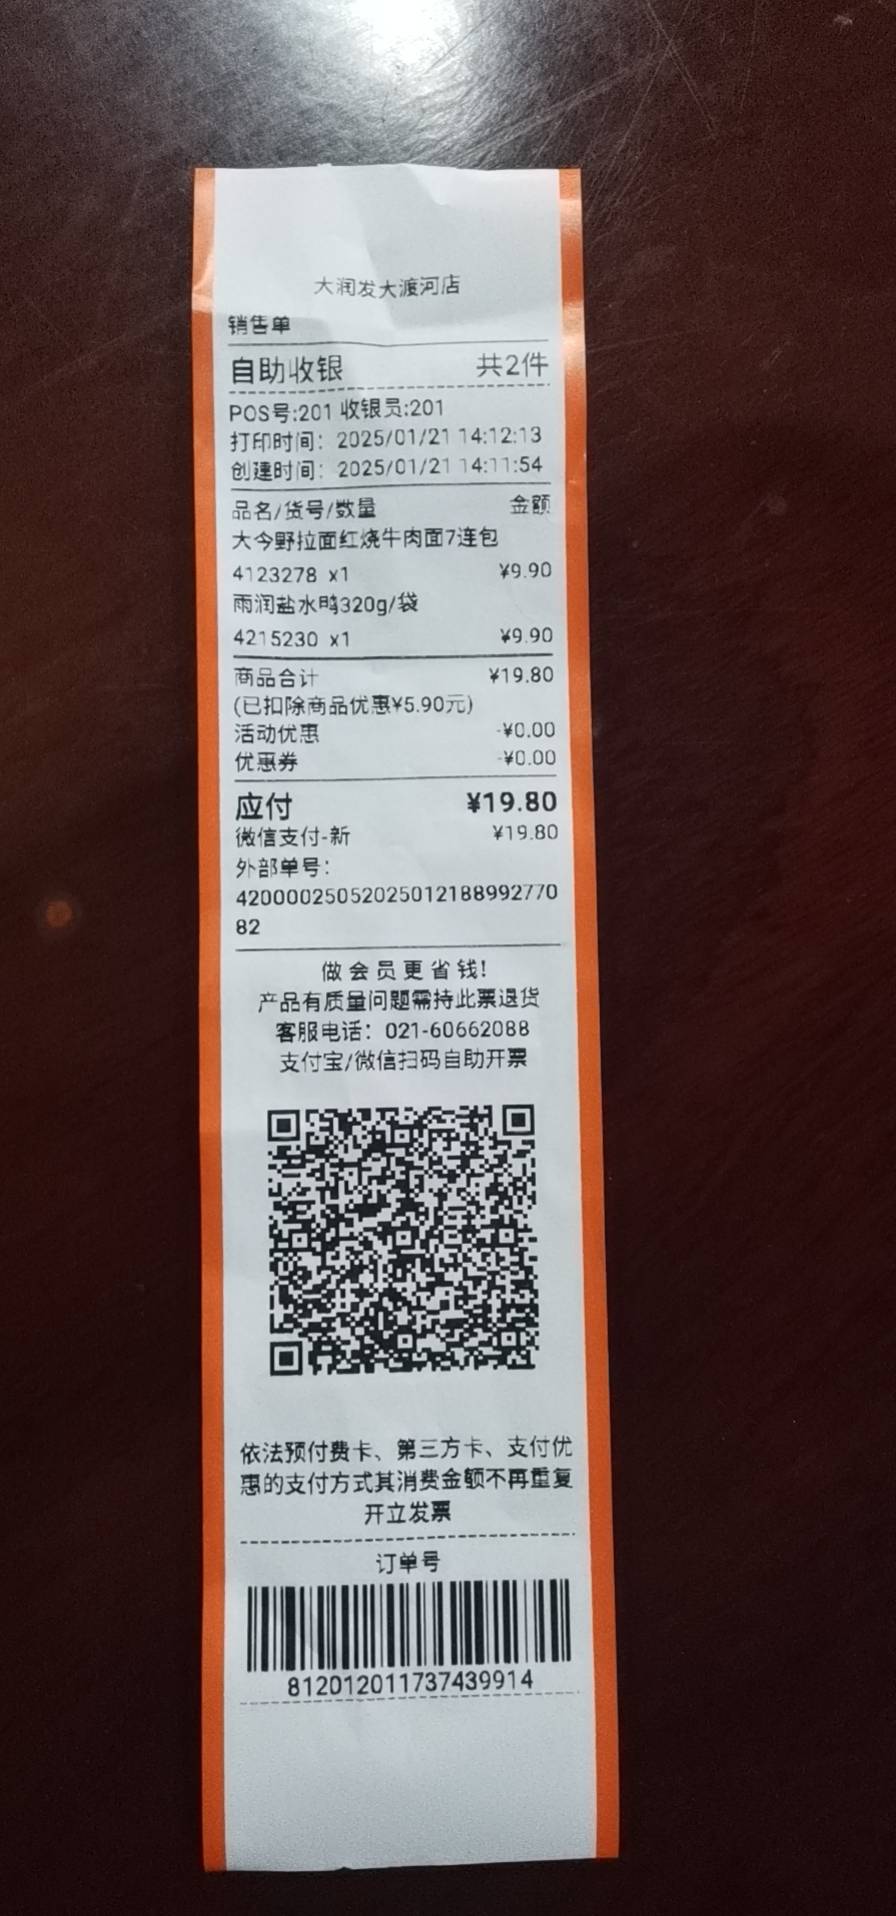 大润发大渡河店
销售单
自助收银 共2件
POS号:201 收银员:201
打印时间：2025/01/21 14:12:13
创建时间：2025/01/21 14:11:54
品名/货号/数量 金额
大今野拉面红烧牛肉面7连包
4123278 x1 ¥9.90
雨润盐水鸭320g/袋
4215230 x1 ¥9.90
商品合计 ¥19.80
(已扣除商品优惠¥5.90元)
活动优惠 -¥0.00
优惠券 -¥0.00
应付 ¥19.80
微信支付-新 ¥19.80
外部单号：
42000025052025012188992770
82
做会员更省钱!
产品有质量问题需持此票退货
客服电话：021-60662088
支付宝/微信扫码自助开票
依法预付费卡、第三方卡、支付优
惠的支付方式其消费金额不再重复
开立发票
订单号
812012011737439914